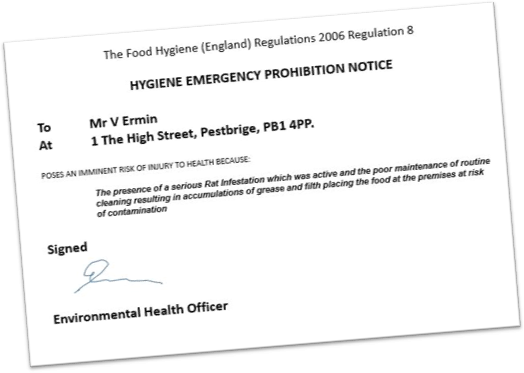 The Food Hygiene (England) Regulations 2006 Regulation 8
HYGIENE EMERGENCY PROHIBITION NOTICE
To Mr V Ermin
At 1 The High Street, Pestbrige, PB1 4PP.
POSES AN IMMINENT RISK OF INJURY TO HEALTH BECAUSE:
The presence of a serious Rat Infestation which was active and the poor maintenance of routine
cleaning resulting in accumulations of grease and filth placing the food at the premises at risk
of contamination
Signed
Environmental Health Officer